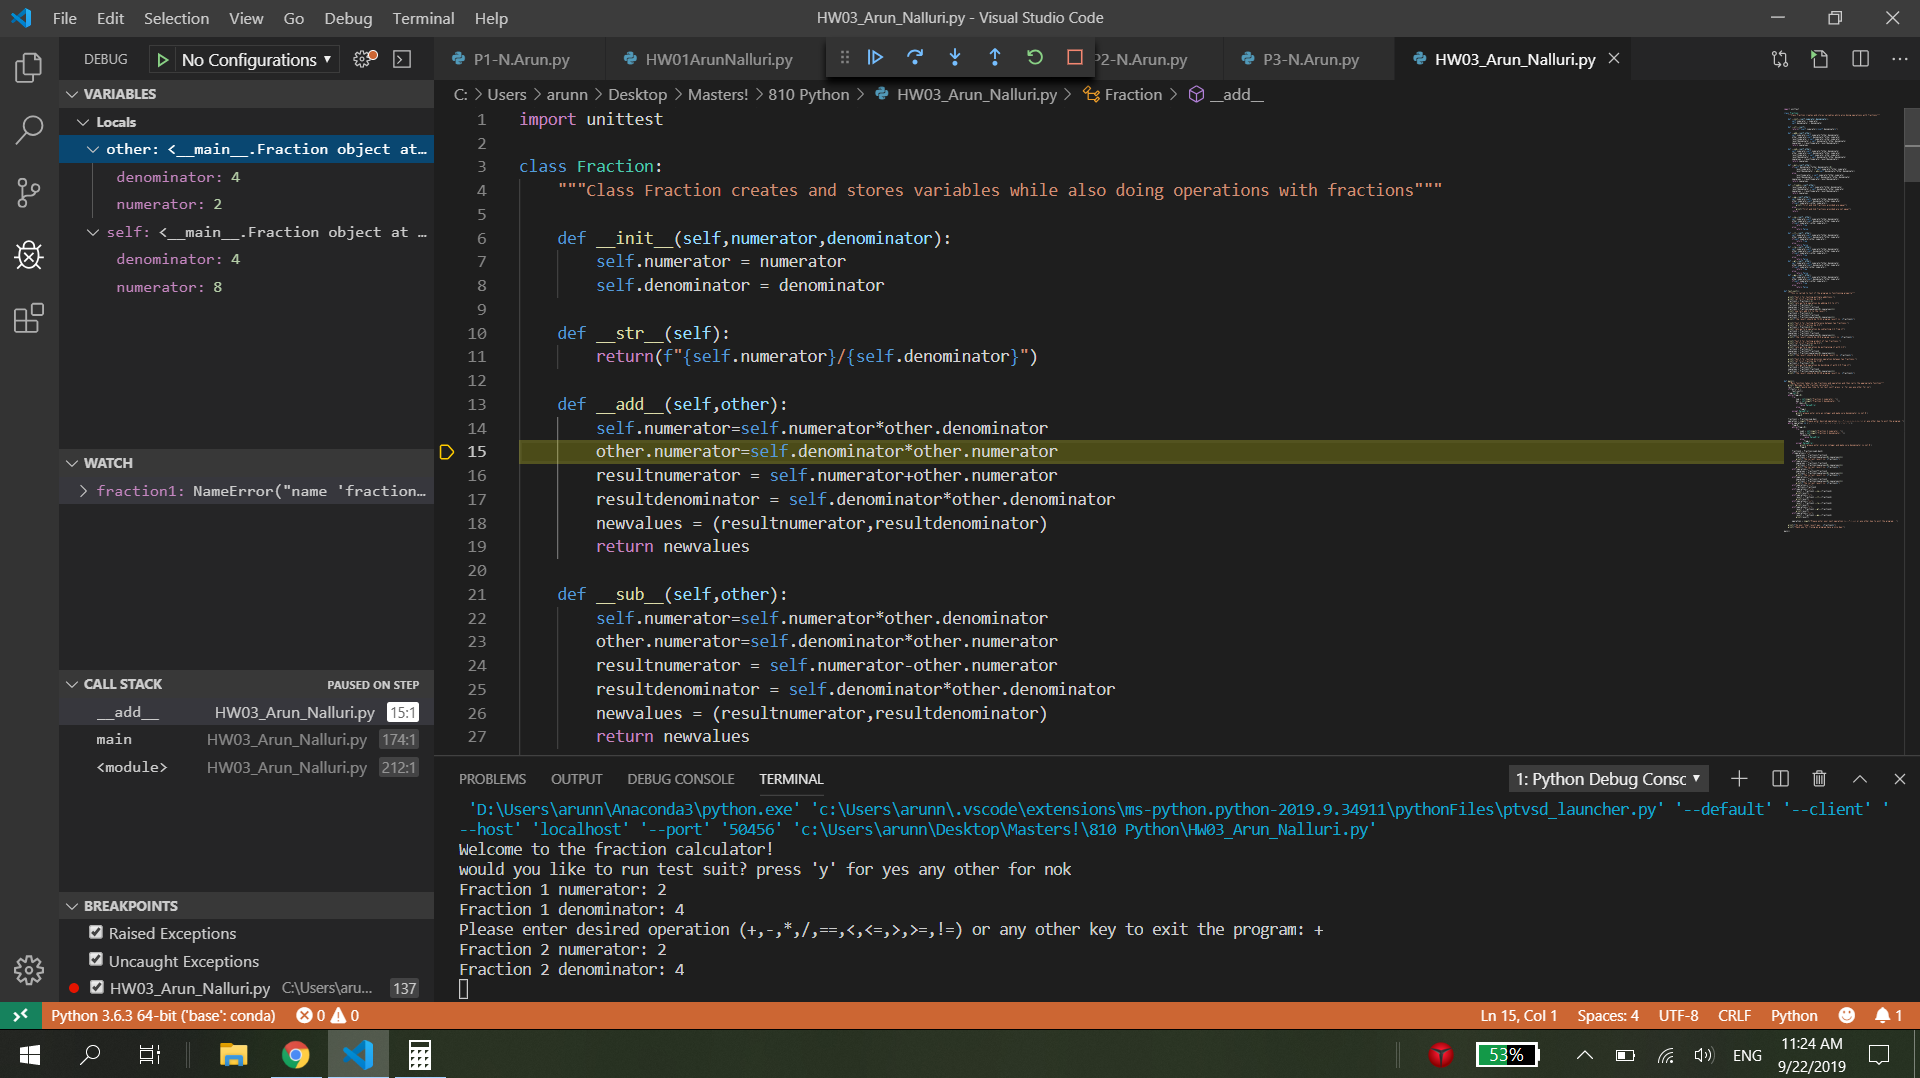 File Edit Selection View Go Debug Terminal Help
HW03_Arun_Nalluri.py - Visual Studio Code
DEBUG No Configurations
P1-N.Arun.py HW01ArunNalluri.py P2-N.Arun.py P3-N.Arun.py HW03_Arun_Nalluri.py
C: > Users > arunn > Desktop > Masters! > 810 Python > HW03_Arun_Nalluri.py > Fraction > __add__
VARIABLES
Locals
other: <__main__.Fraction object at…
denominator: 4
numerator: 2
self: <__main__.Fraction object at …
denominator: 4
numerator: 8
WATCH
fraction1: NameError("name 'fraction…
CALL STACK PAUSED ON STEP
__add__ HW03_Arun_Nalluri.py 15:1
main HW03_Arun_Nalluri.py 174:1
<module> HW03_Arun_Nalluri.py 212:1
BREAKPOINTS
Raised Exceptions
Uncaught Exceptions
HW03_Arun_Nalluri.py C:\Users\aru... 137
1 import unittest
2
3 class Fraction:
4 """Class Fraction creates and stores variables while also doing operations with fractions"""
5
6 def __init__(self,numerator,denominator):
7 self.numerator = numerator
8 self.denominator = denominator
9
10 def __str__(self):
11 return(f"{self.numerator}/{self.denominator}")
12
13 def __add__(self,other):
14 self.numerator=self.numerator*other.denominator
15 other.numerator=self.denominator*other.numerator
16 resultnumerator = self.numerator+other.numerator
17 resultdenominator = self.denominator*other.denominator
18 newvalues = (resultnumerator,resultdenominator)
19 return newvalues
20
21 def __sub__(self,other):
22 self.numerator=self.numerator*other.denominator
23 other.numerator=self.denominator*other.numerator
24 resultnumerator = self.numerator-other.numerator
25 resultdenominator = self.denominator*other.denominator
26 newvalues = (resultnumerator,resultdenominator)
27 return newvalues
PROBLEMS OUTPUT DEBUG CONSOLE TERMINAL 1: Python Debug Consc
'D:\Users\arunn\Anaconda3\python.exe' 'c:\Users\arunn\.vscode\extensions\ms-python.python-2019.9.34911\pythonFiles\ptvsd_launcher.py' '--default' '--client' '
--host' 'localhost' '--port' '50456' 'c:\Users\arunn\Desktop\Masters!\810 Python\HW03_Arun_Nalluri.py'
Welcome to the fraction calculator!
would you like to run test suit? press 'y' for yes any other for nok
Fraction 1 numerator: 2
Fraction 1 denominator: 4
Please enter desired operation (+,-,*,/,==,<,<=,>,>=,!=) or any other key to exit the program: +
Fraction 2 numerator: 2
Fraction 2 denominator: 4
Python 3.6.3 64-bit ('base': conda) 0 0 Ln 15, Col 1 Spaces: 4 UTF-8 CRLF Python 1
53% ENG 11:24 AM
9/22/2019